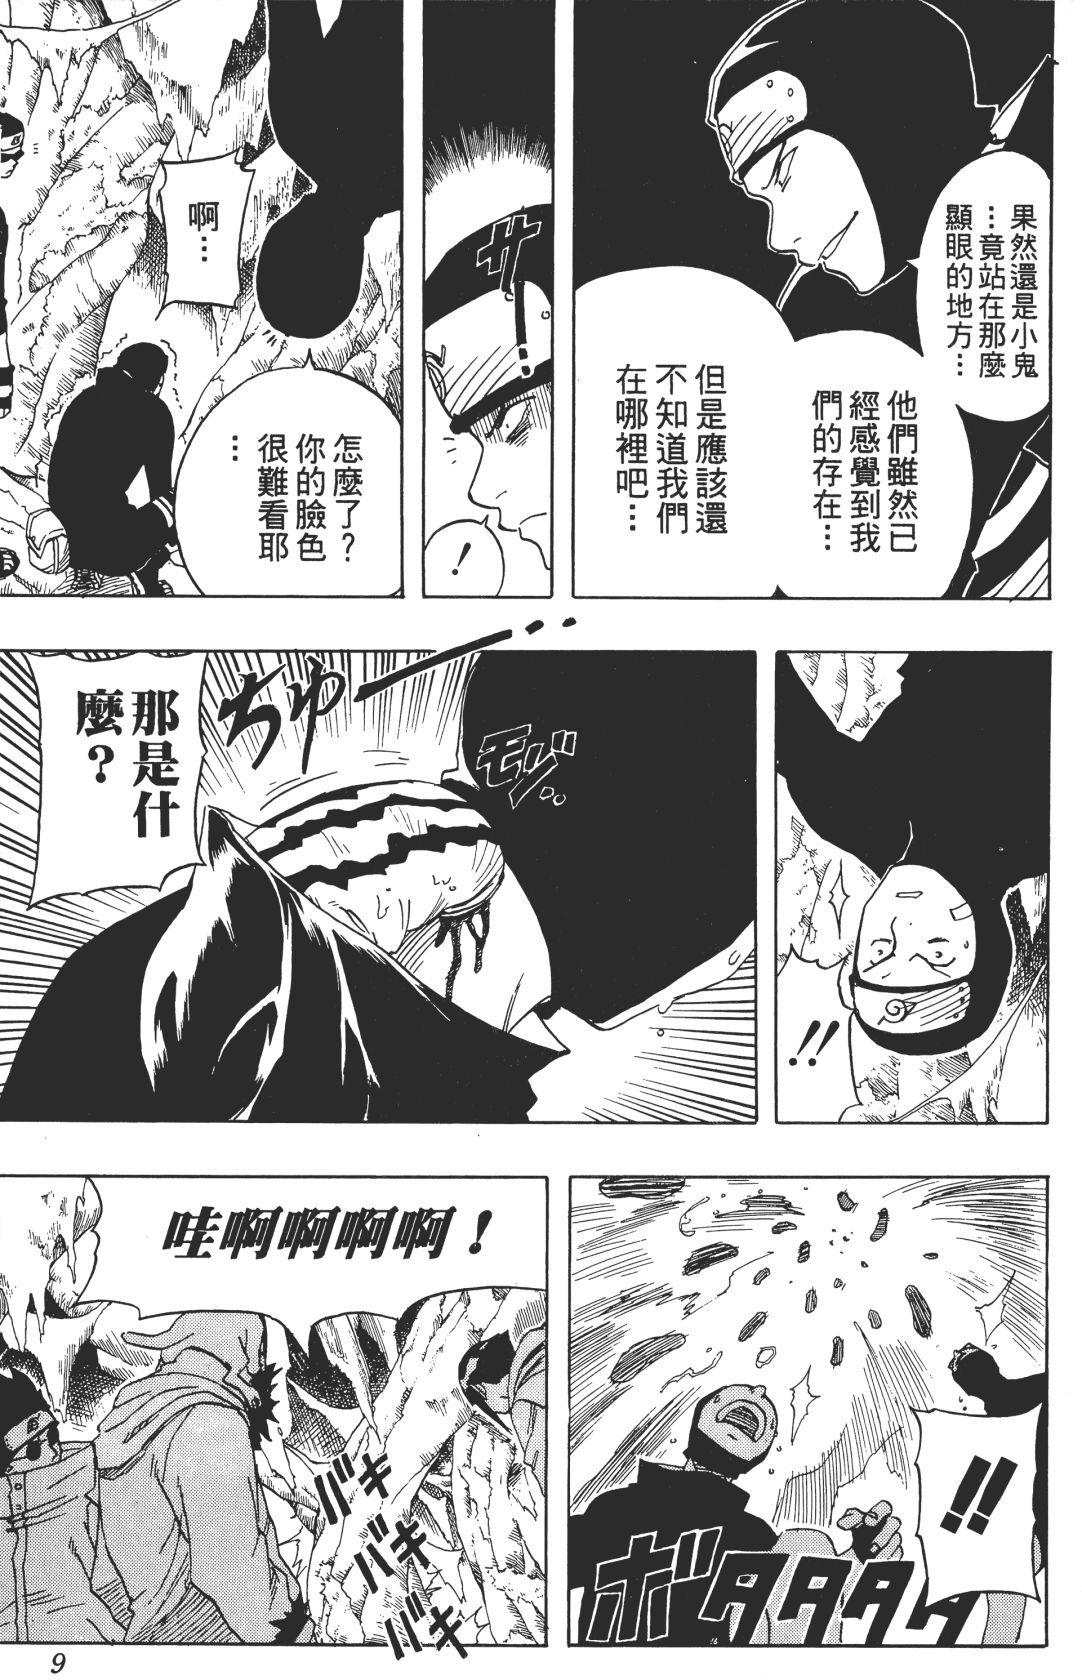 果然還是小鬼
…竟站在那麼
顯眼的地方…
他們雖然已
經感覺到我
們的存在…
但是應該還
不知道我們
在哪裡吧…
サー…
!
怎麼了?
你的臉色
很難看耶
…
啊…
!!
モゾ…
ちゅー…
那是什
麼?
!!
ボタタタタ
哇啊啊啊啊!
バキ
バキ
バキ
9